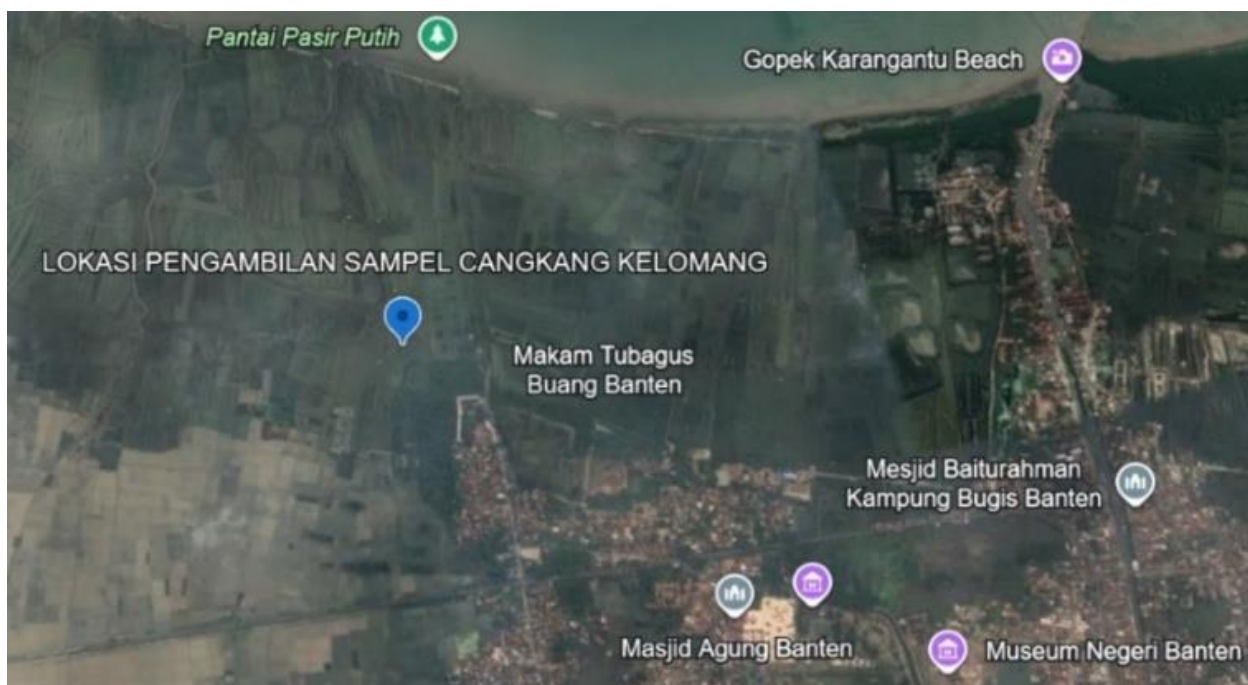 Pantai Pasir Putih
Gopek Karangantu Beach
LOKASI PENGAMBILAN SAMPEL CANGKANG KELOMANG
Makam Tubagus
Buang Banten
Mesjid Baiturahman
Kampung Bugis Banten
Masjid Agung Banten
Museum Negeri Banten